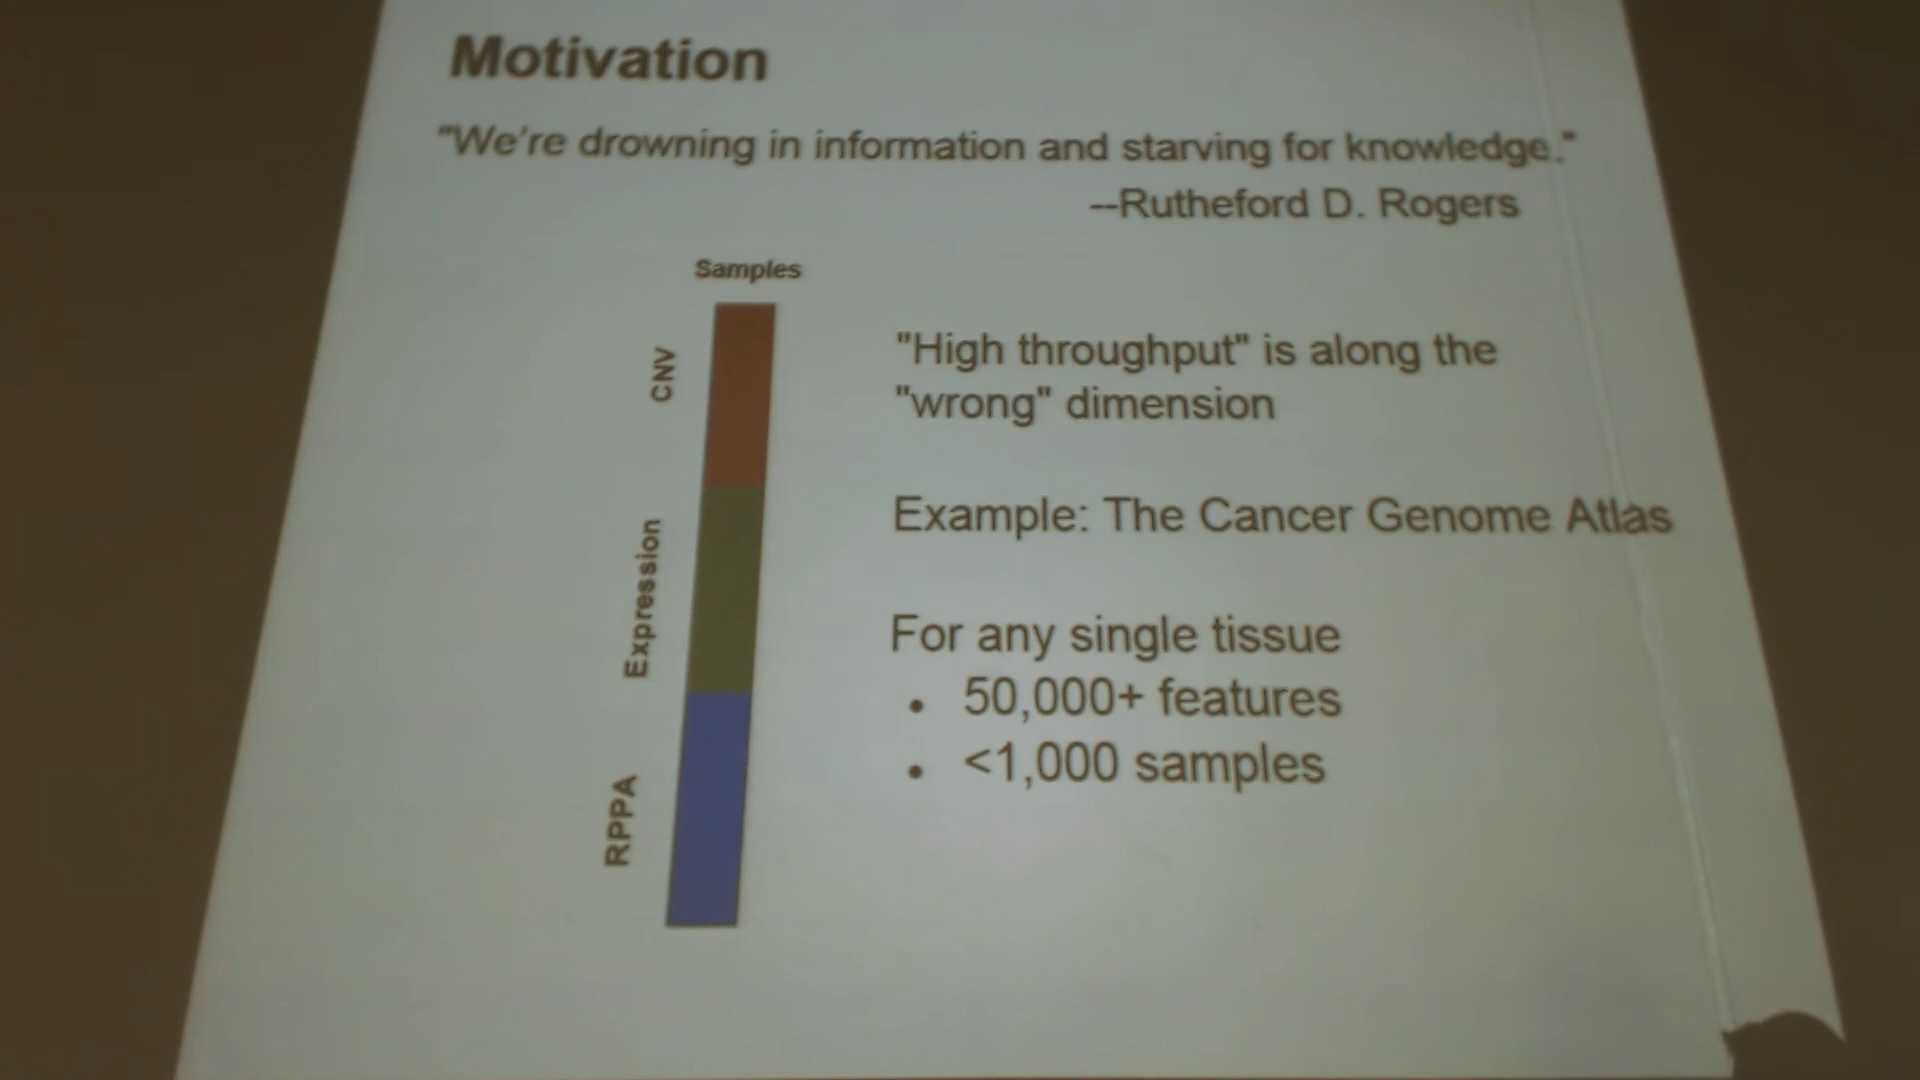 Motivation
"We're drowning in information and starving for knowledge."
--Rutheford D. Rogers
Samples
CNV
Expression
RPPA
"High throughput" is along the
"wrong" dimension
Example: The Cancer Genome Atlas
For any single tissue
• 50,000+ features
• <1,000 samples